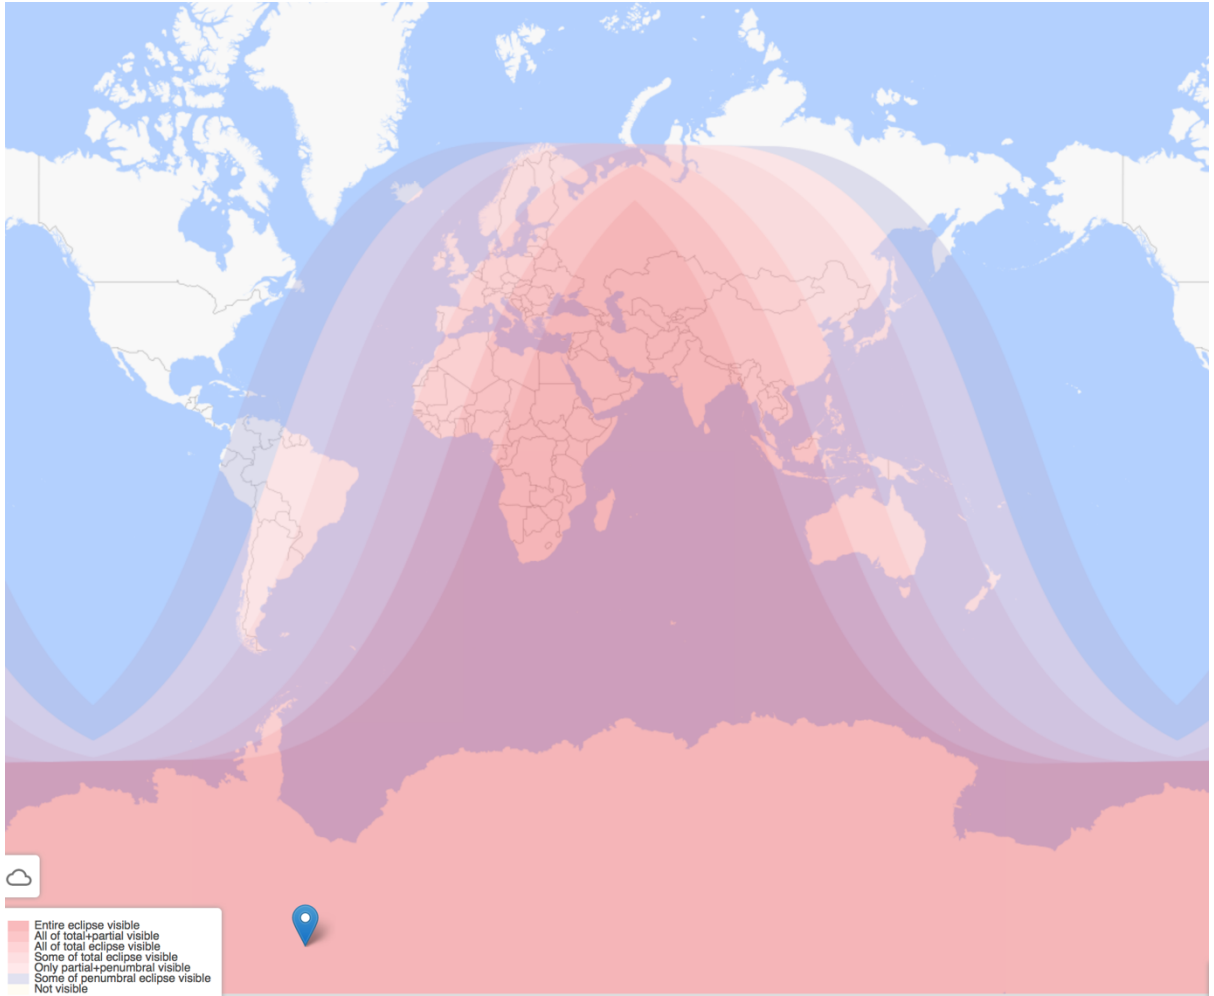 Entire eclipse visible
All of total+partial visible
All of total eclipse visible
Some of total eclipse visible
Only partial+penumbral visible
Some of penumbral eclipse visible
Not visible